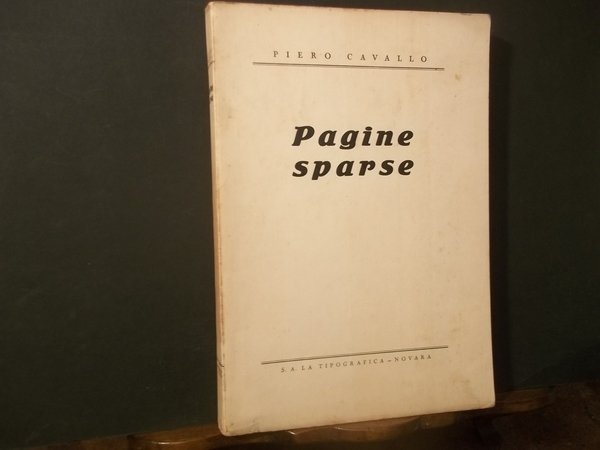 PIERO CAVALLO
Pagine
sparse
S. A. LA TIPOGRAFICA - NOVARA